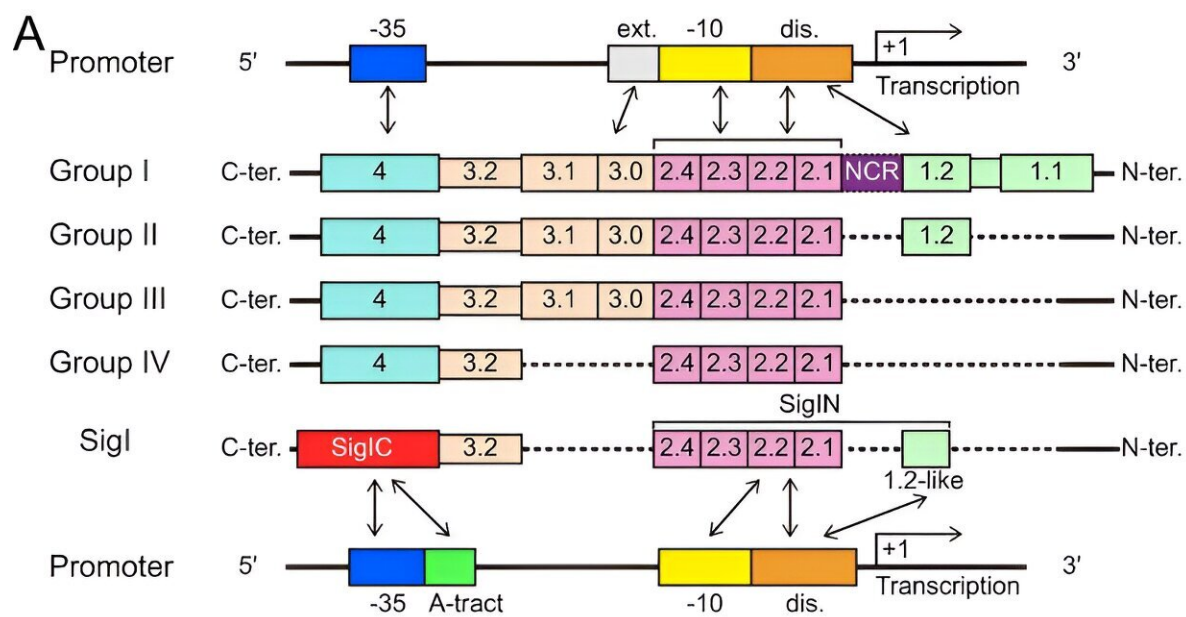 A
-35 ext. -10 dis.
Promoter 5′ +1 3′
Transcription
Group I C-ter. 4 3.2 3.1 3.0 2.4 2.3 2.2 2.1 NCR 1.2 1.1 N-ter.
Group II C-ter. 4 3.2 3.1 3.0 2.4 2.3 2.2 2.1 1.2 N-ter.
Group III C-ter. 4 3.2 3.1 3.0 2.4 2.3 2.2 2.1 N-ter.
Group IV C-ter. 4 3.2 2.4 2.3 2.2 2.1 N-ter.
SigIN
SigI C-ter. SigIC 3.2 2.4 2.3 2.2 2.1 N-ter.
1.2-like
Promoter 5′ +1 3′
Transcription
-35 A-tract -10 dis.